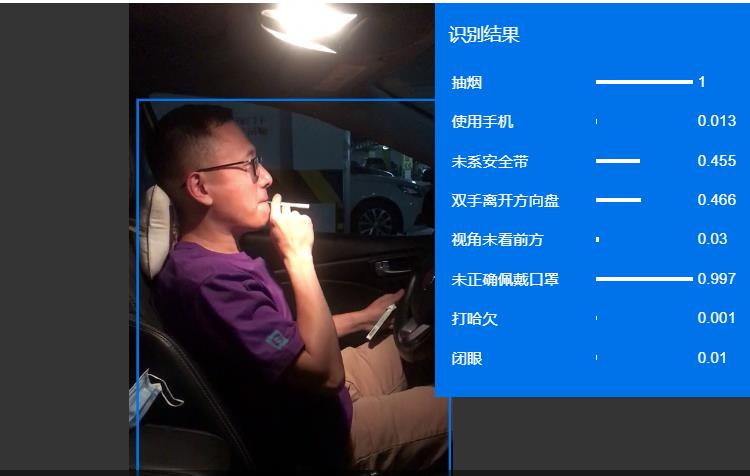 识别结果
抽烟 1
使用手机 0.013
未系安全带 0.455
双手离开方向盘 0.466
视角未看前方 0.03
未正确佩戴口罩 0.997
打哈欠 0.001
闭眼 0.01